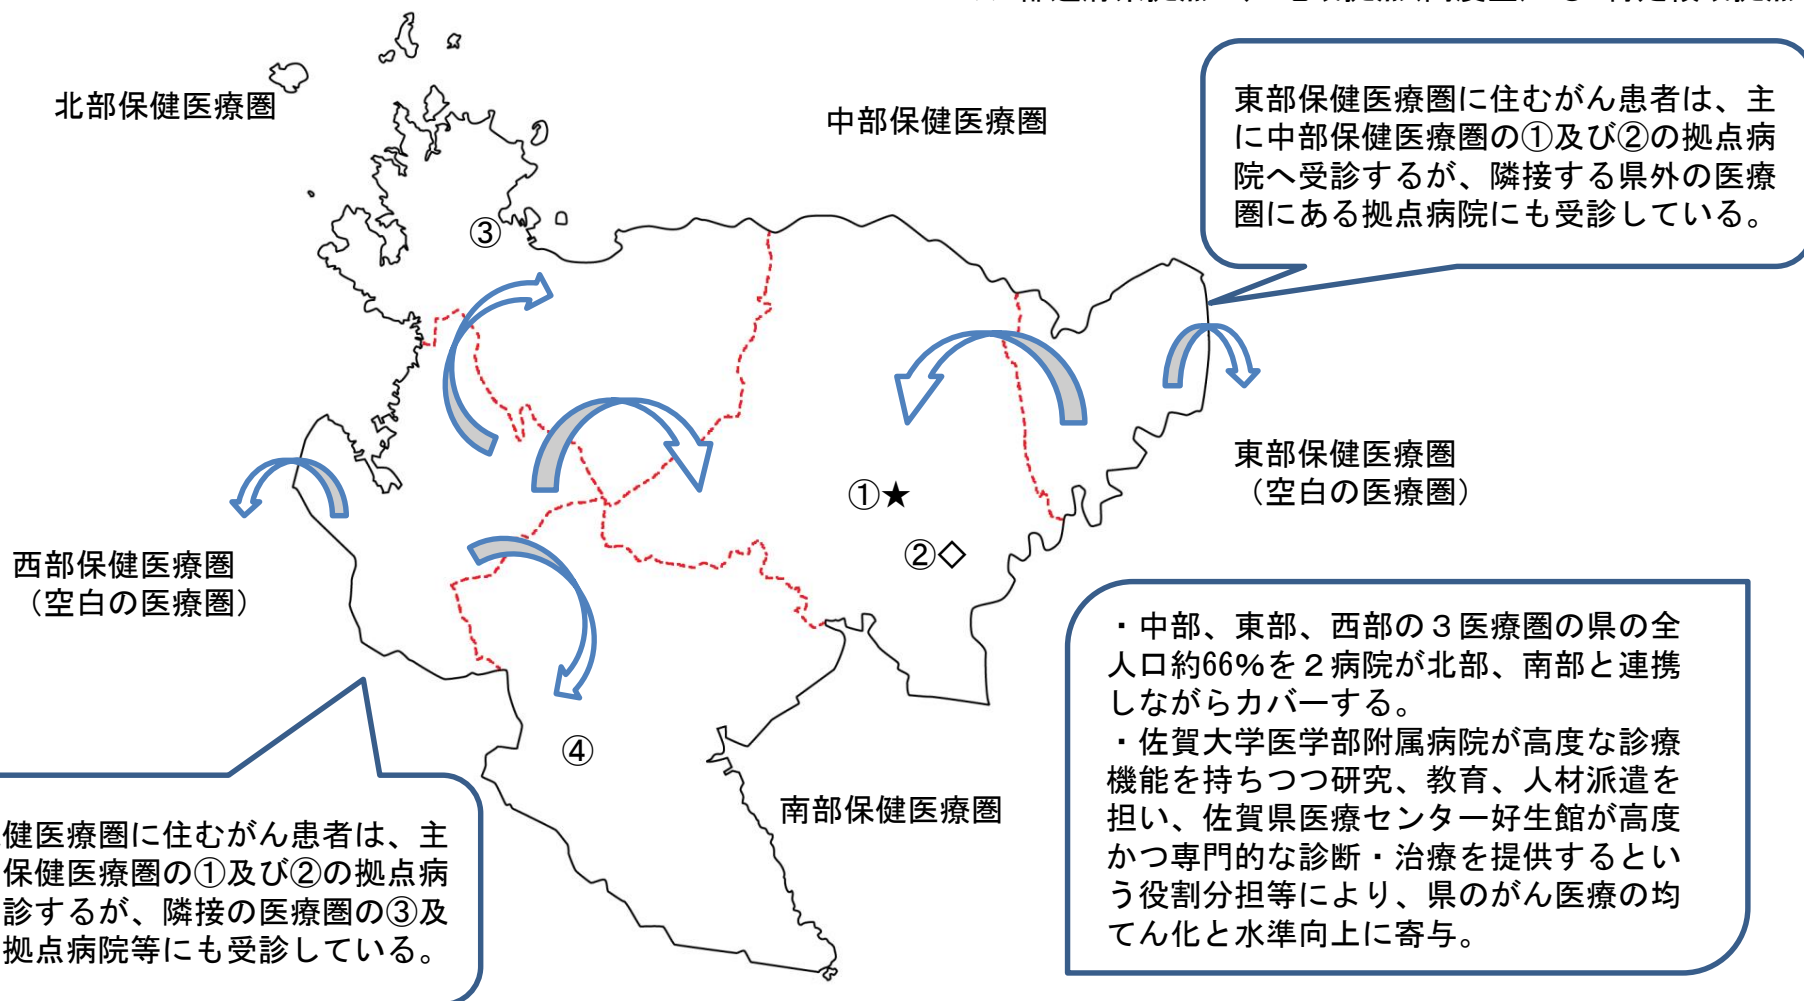 北部保健医療圏
中部保健医療圏
東部保健医療圏に住むがん患者は、主
に中部保健医療圏の①及び②の拠点病
院へ受診するが、隣接する県外の医療
圏にある拠点病院にも受診している。
③
東部保健医療圏
（空白の医療圏）
①★
②◇
西部保健医療圏
（空白の医療圏）
・中部、東部、西部の３医療圏の県の全
人口約66%を２病院が北部、南部と連携
しながらカバーする。
・佐賀大学医学部附属病院が高度な診療
機能を持ちつつ研究、教育、人材派遣を
担い、佐賀県医療センター好生館が高度
かつ専門的な診断・治療を提供するとい
う役割分担等により、県のがん医療の均
てん化と水準向上に寄与。
④
南部保健医療圏
健医療圏に住むがん患者は、主
保健医療圏の①及び②の拠点病
診するが、隣接の医療圏の③及
拠点病院等にも受診している。